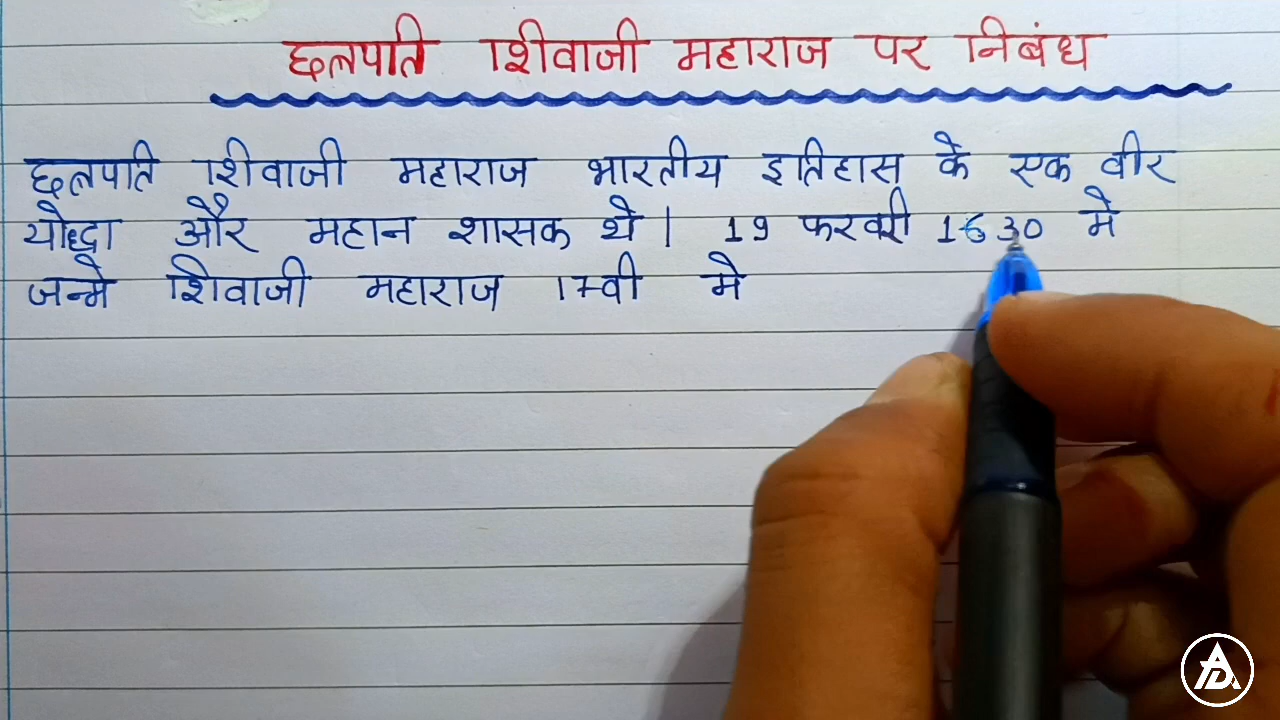 छत्रपति शिवाजी महाराज पर निबंध
छत्रपति शिवाजी महाराज भारतीय इतिहास के एक वीर
योद्धा और महान शासक थे | 19 फरवरी 1630 मे
जन्मे शिवाजी महाराज 17वी मे